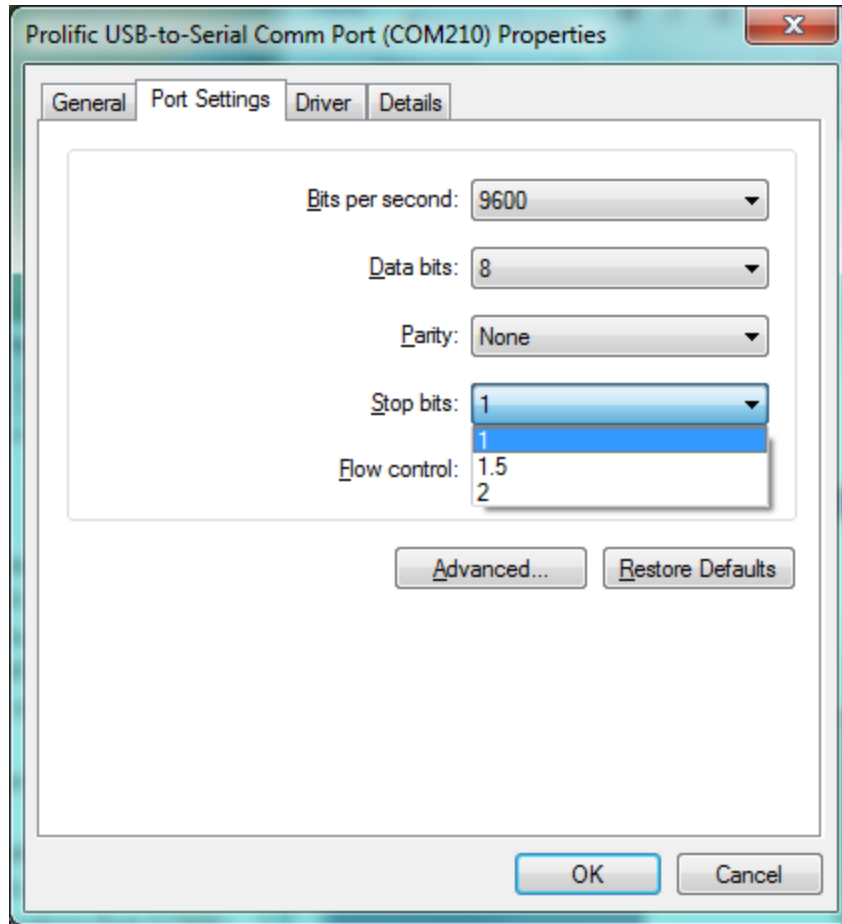 Prolific USB-to-Serial Comm Port (COM210) Properties
General Port Settings Driver Details
Bits per second: 9600
Data bits: 8
Parity: None
Stop bits: 1
1
Flow control: 1.5
2
Advanced... Restore Defaults
OK Cancel